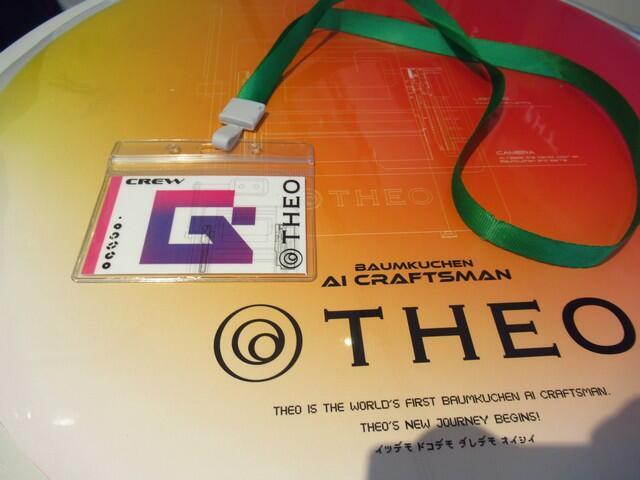 CREW
THEO
THEO
CAMERA
BAUMKUCHEN
AI CRAFTSMAN
THEO
THEO IS THE WORLD'S FIRST BAUMKUCHEN AI CRAFTSMAN.
THEO'S NEW JOURNEY BEGINS!
イツデモ ドコデモ ダレデモ オイシイ